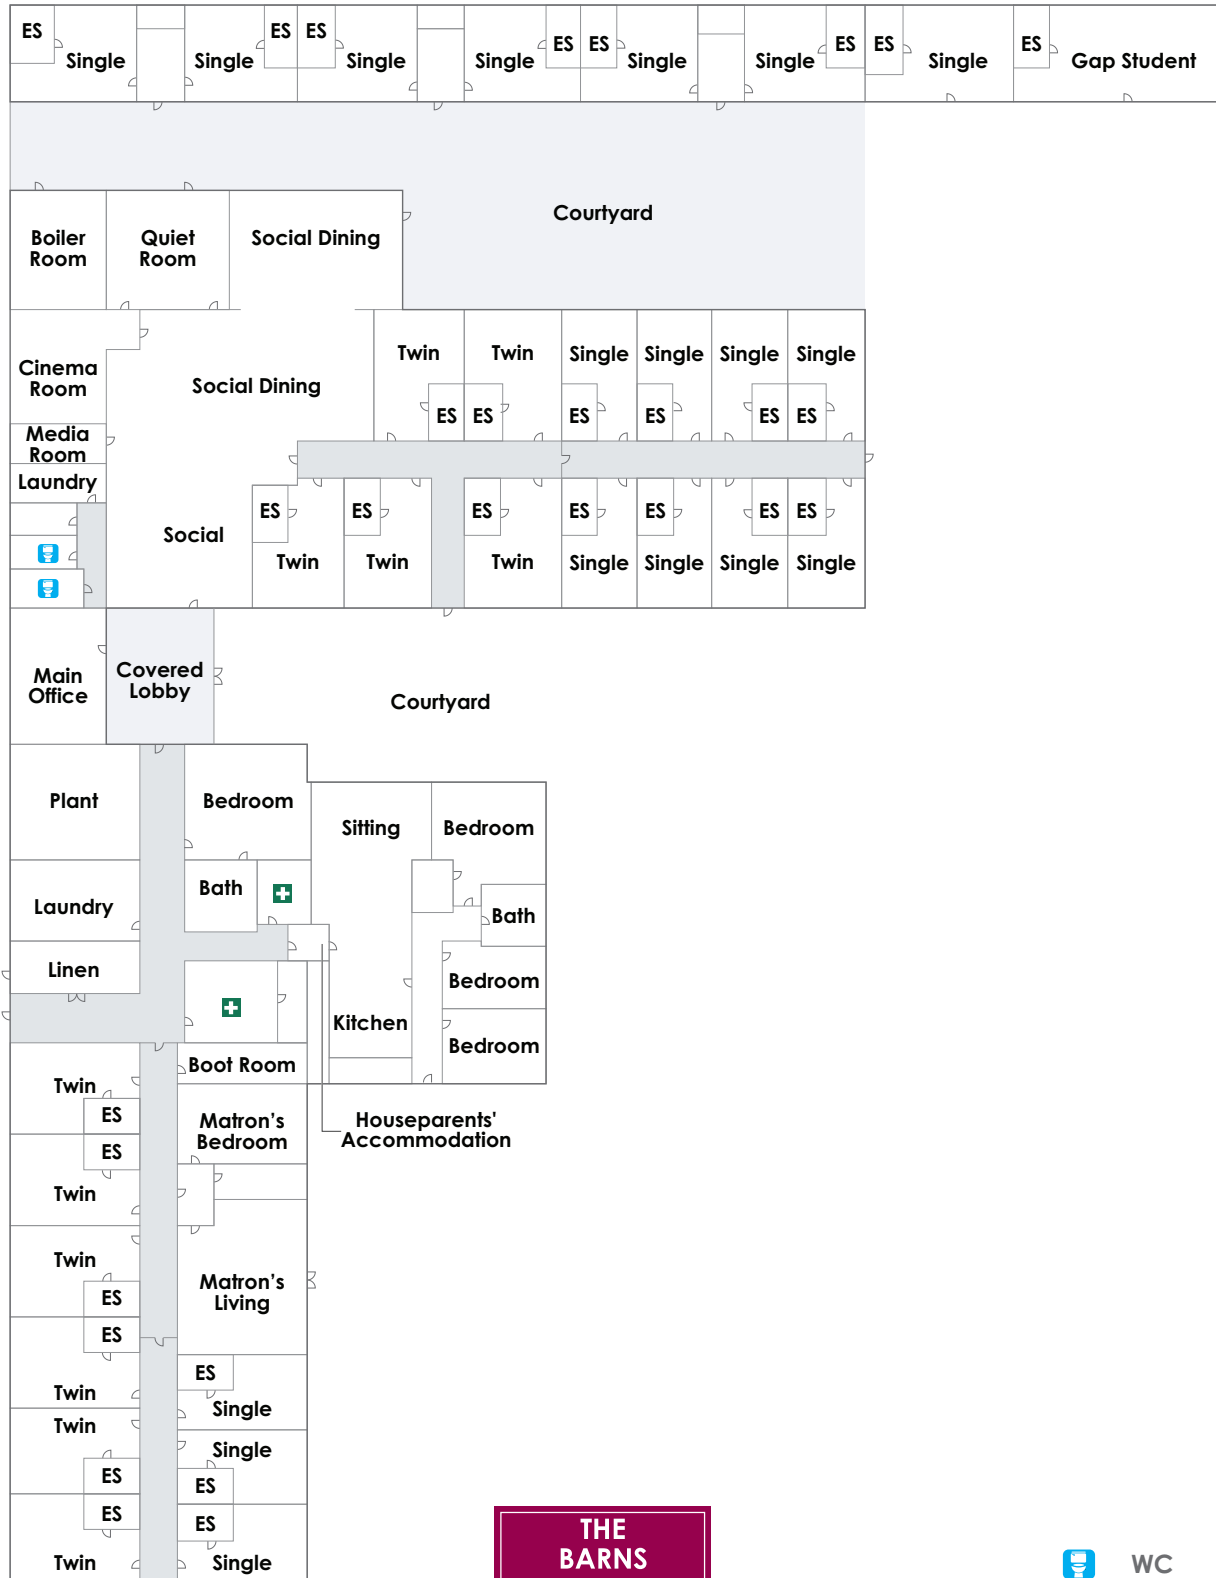 ES Single Single ES ES Single Single ES ES Single Single ES ES Single ES Gap Student
Courtyard
Boiler
Room
Quiet
Room
Social Dining
Cinema
Room
Social Dining
Twin Twin Single Single Single Single
ES ES ES ES ES ES
Media
Room
Laundry
Social
ES ES ES ES ES ES ES
Twin Twin Twin Single Single Single Single
Main
Office
Covered
Lobby
Courtyard
Plant
Bedroom
Sitting
Bedroom
Laundry
Bath
Bath
Linen
Bedroom
Kitchen
Bedroom
Boot Room
Twin
ES
Matron's
Bedroom
Houseparents'
Accommodation
ES
Twin
Twin
ES
Matron's
Living
ES
Twin
ES
Single
Twin
Single
ES
ES
ES
ES
Twin
Single
THE
BARNS
WC